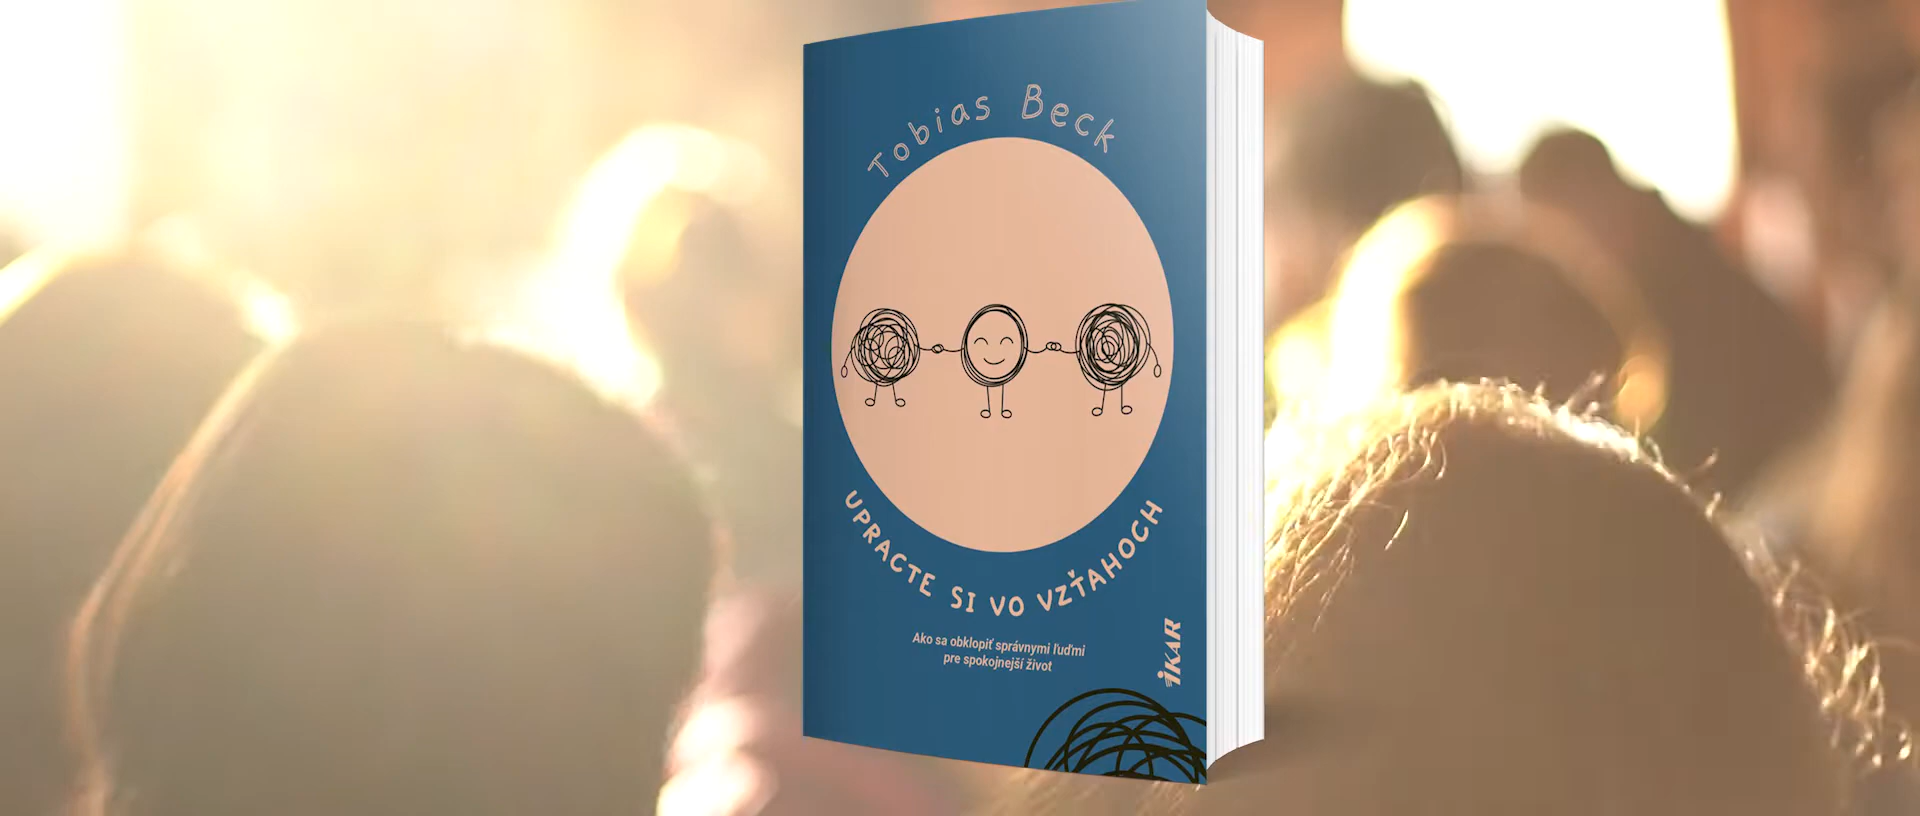 Tobias Beck
UPRACTE SI VO VZŤAHOCH
Ako sa obklopiť správnymi ľuďmi
pre spokojnejší život
iKAR